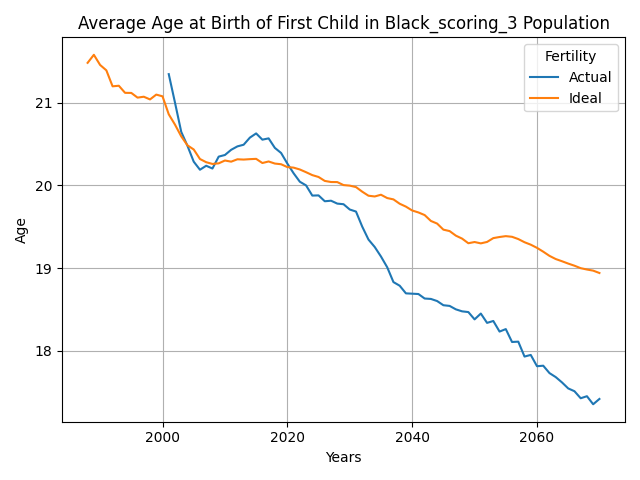 Average Age at Birth of First Child in Black_scoring_3 Population
Fertility
Actual
Ideal
Age
21
20
19
18
2000
2020
2040
2060
Years